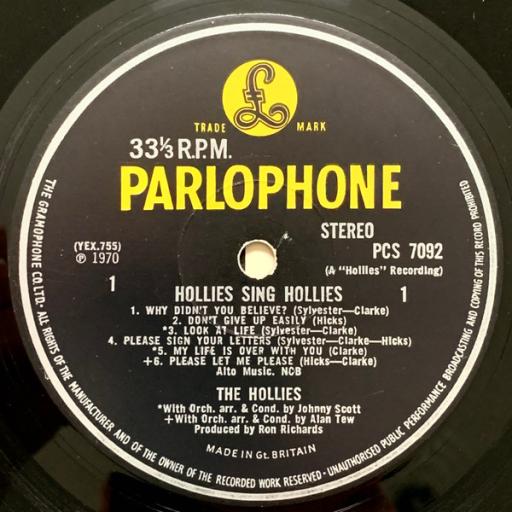 £
TRADE MARK
33⅓ R.P.M.
PARLOPHONE
STEREO
(YEX.755)
PCS 7092
℗ 1970
(A "Hollies" Recording)
1
1
HOLLIES SING HOLLIES
1. WHY DIDN'T YOU BELIEVE? (Sylvester—Clarke)
2. DON'T GIVE UP EASILY (Hicks)
*3. LOOK AT LIFE (Sylvester—Clarke)
4. PLEASE SIGN YOUR LETTERS (Sylvester—Clarke—Hicks)
*5. MY LIFE IS OVER WITH YOU (Clarke)
+6. PLEASE LET ME PLEASE (Hicks—Clarke)
Alto Music. NCB
THE HOLLIES
*With Orch. arr. & Cond. by Johnny Scott
+With Orch. arr. & Cond. by Alan Tew
Produced by Ron Richards
MADE IN Gt. BRITAIN
THE GRAMOPHONE CO. LTD. · ALL RIGHTS OF THE MANUFACTURER AND OF THE OWNER OF THE RECORDED WORK RESERVED · UNAUTHORISED PUBLIC PERFORMANCE BROADCASTING AND COPYING OF THIS RECORD PROHIBITED